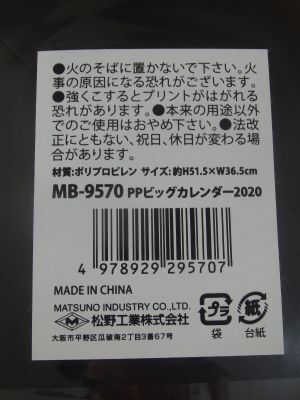 ●火のそばに置かないで下さい。火
事の原因になる恐れがございます。
●強くこするとプリントがはがれる
恐れがあります。●本来の用途以外
でのご使用はおやめ下さい。●法改
正にともない、祝日、休日が変わる場
合があります。
材質:ポリプロピレン サイズ:約H51.5×W36.5cm
MB-9570 PPビッグカレンダー2020
4 978929 295707
MADE IN CHINA
MATSUNO INDUSTRY CO.,LTD.
松野工業株式会社
大阪市平野区瓜破南2丁目3番67号
プラ 紙
袋 台紙